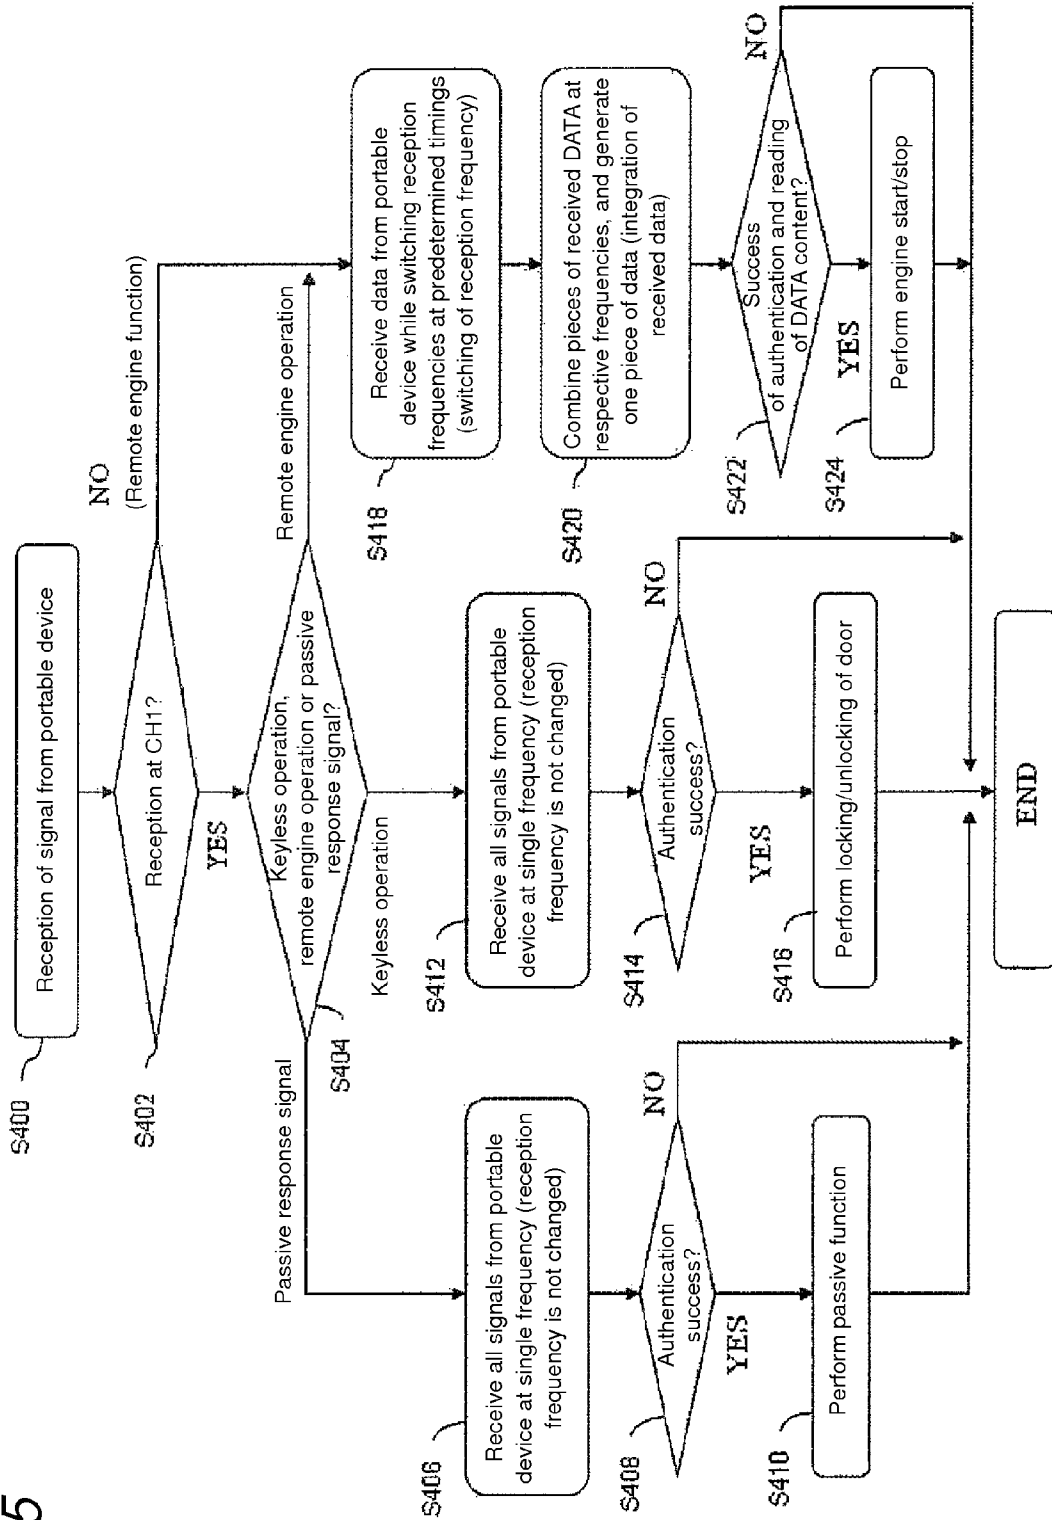 5
S400
Reception of signal from portable device
S402
Reception at CH1?
NO
(Remote engine function)
YES
Keyless operation,
remote engine operation or passive
response signal?
S404
Passive response signal
Keyless operation
Remote engine operation
S406
Receive all signals from portable
device at single frequency (reception
frequency is not changed)
S408
Authentication
success?
NO
YES
S410
Perform passive function
S412
Receive all signals from portable
device at single frequency (reception
frequency is not changed)
S414
Authentication
success?
NO
YES
S416
Perform locking/unlocking of door
S418
Receive data from portable
device while switching reception
frequencies at predetermined timings
(switching of reception frequency)
S420
Combine pieces of received DATA at
respective frequencies, and generate
one piece of data (integration of
received data)
S422
Success
of authentication and reading
of DATA content?
NO
YES
S424
Perform engine start/stop
END